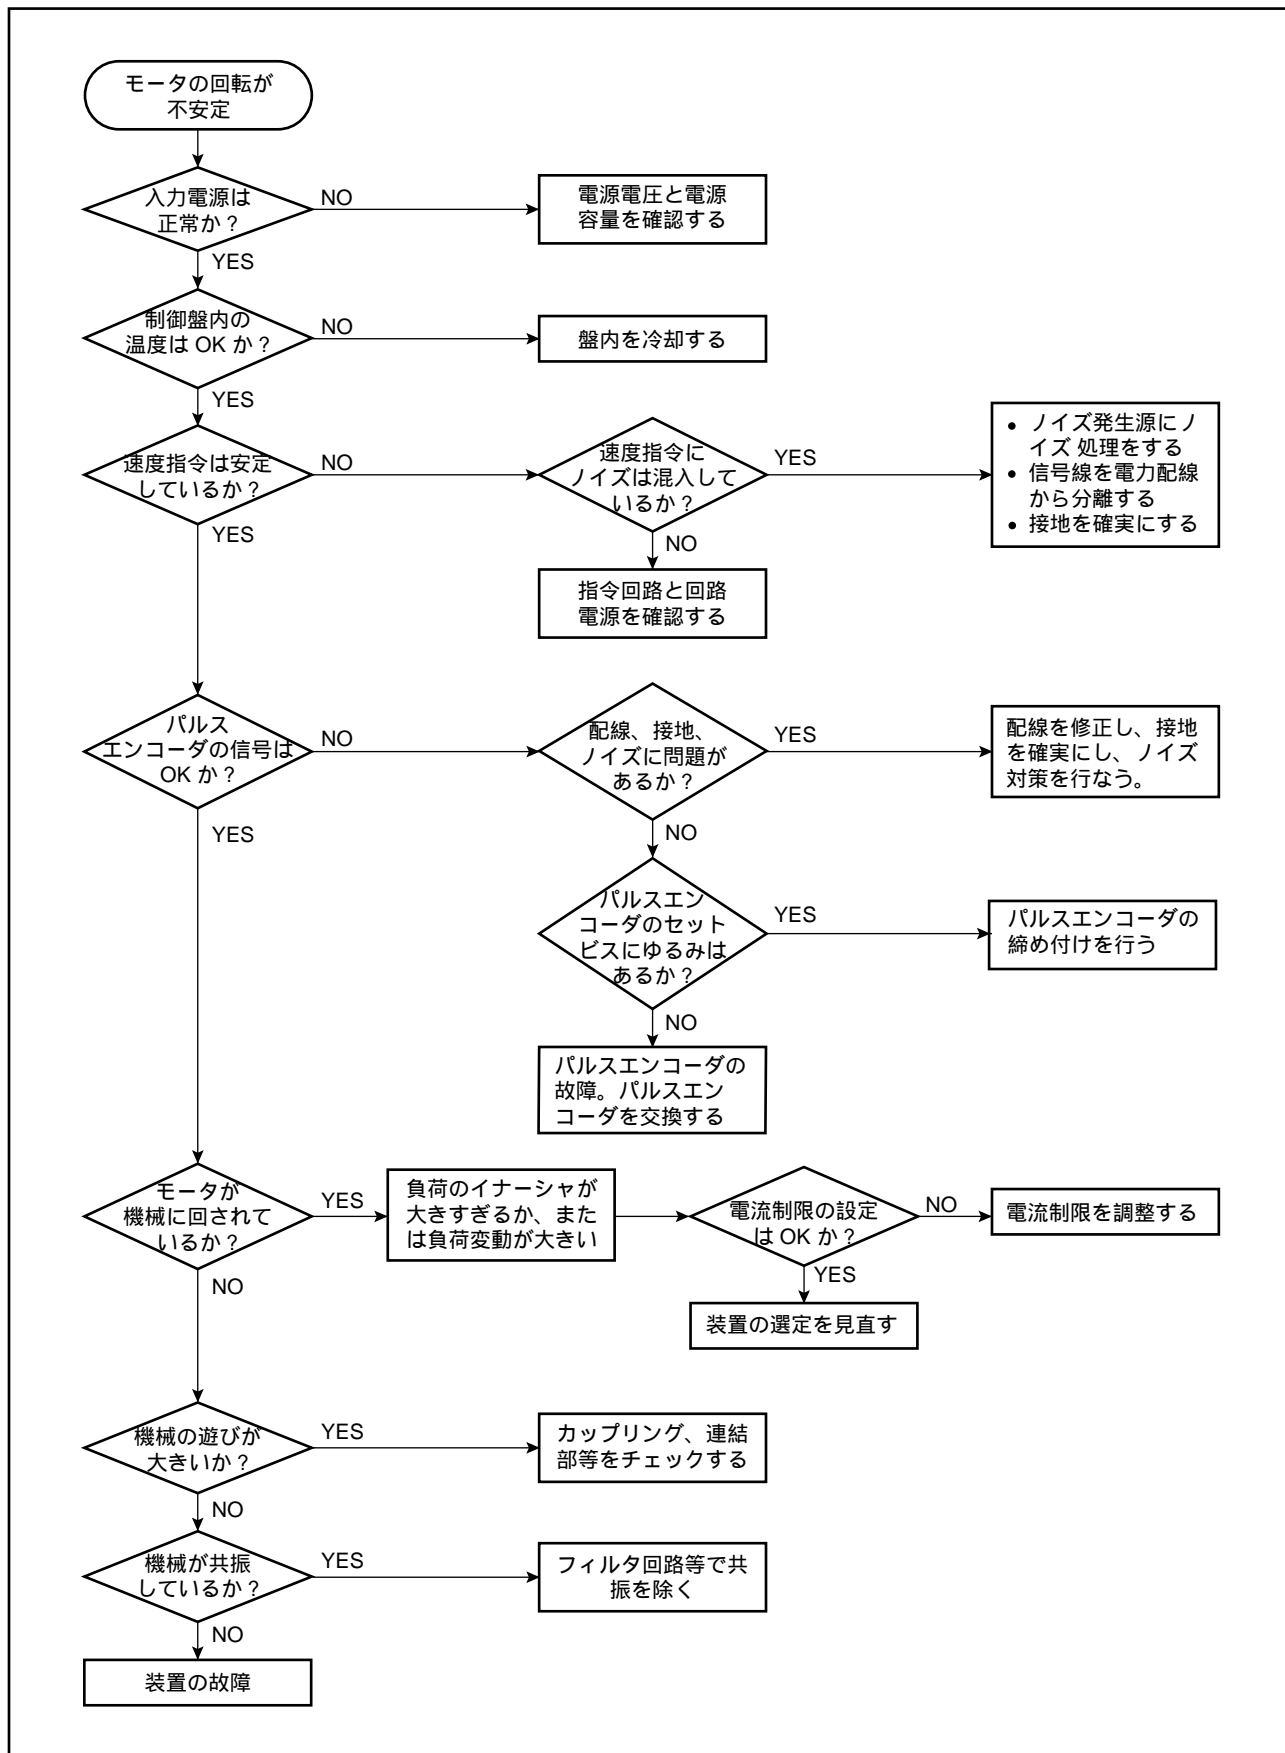 モータの回転が
不安定
入力電源は
正常か？
NO
電源電圧と電源
容量を確認する
YES
制御盤内の
温度は OK か？
NO
盤内を冷却する
YES
速度指令は安定
しているか？
NO
速度指令に
ノイズは混入して
いるか？
YES
• ノイズ発生源にノ
イズ 処理をする
• 信号線を電力配線
から分離する
• 接地を確実にする
YES
NO
指令回路と回路
電源を確認する
パルス
エンコーダの信号は
OK か？
NO
配線、接地、
ノイズに問題が
あるか？
YES
配線を修正し、接地
を確実にし、ノイズ
対策を行なう。
YES
NO
パルスエン
コーダのセット
ビスにゆるみは
あるか？
YES
パルスエンコーダの
締め付けを行う
NO
パルスエンコーダの
故障。パルスエン
コーダを交換する
モータが
機械に回されて
いるか？
YES
負荷のイナーシャが
大きすぎるか、また
は負荷変動が大きい
電流制限の設定
は OK か？
NO
電流制限を調整する
NO
YES
装置の選定を見直す
機械の遊びが
大きいか？
YES
カップリング、連結
部等をチェックする
NO
機械が共振
しているか？
YES
フィルタ回路等で共
振を除く
NO
装置の故障